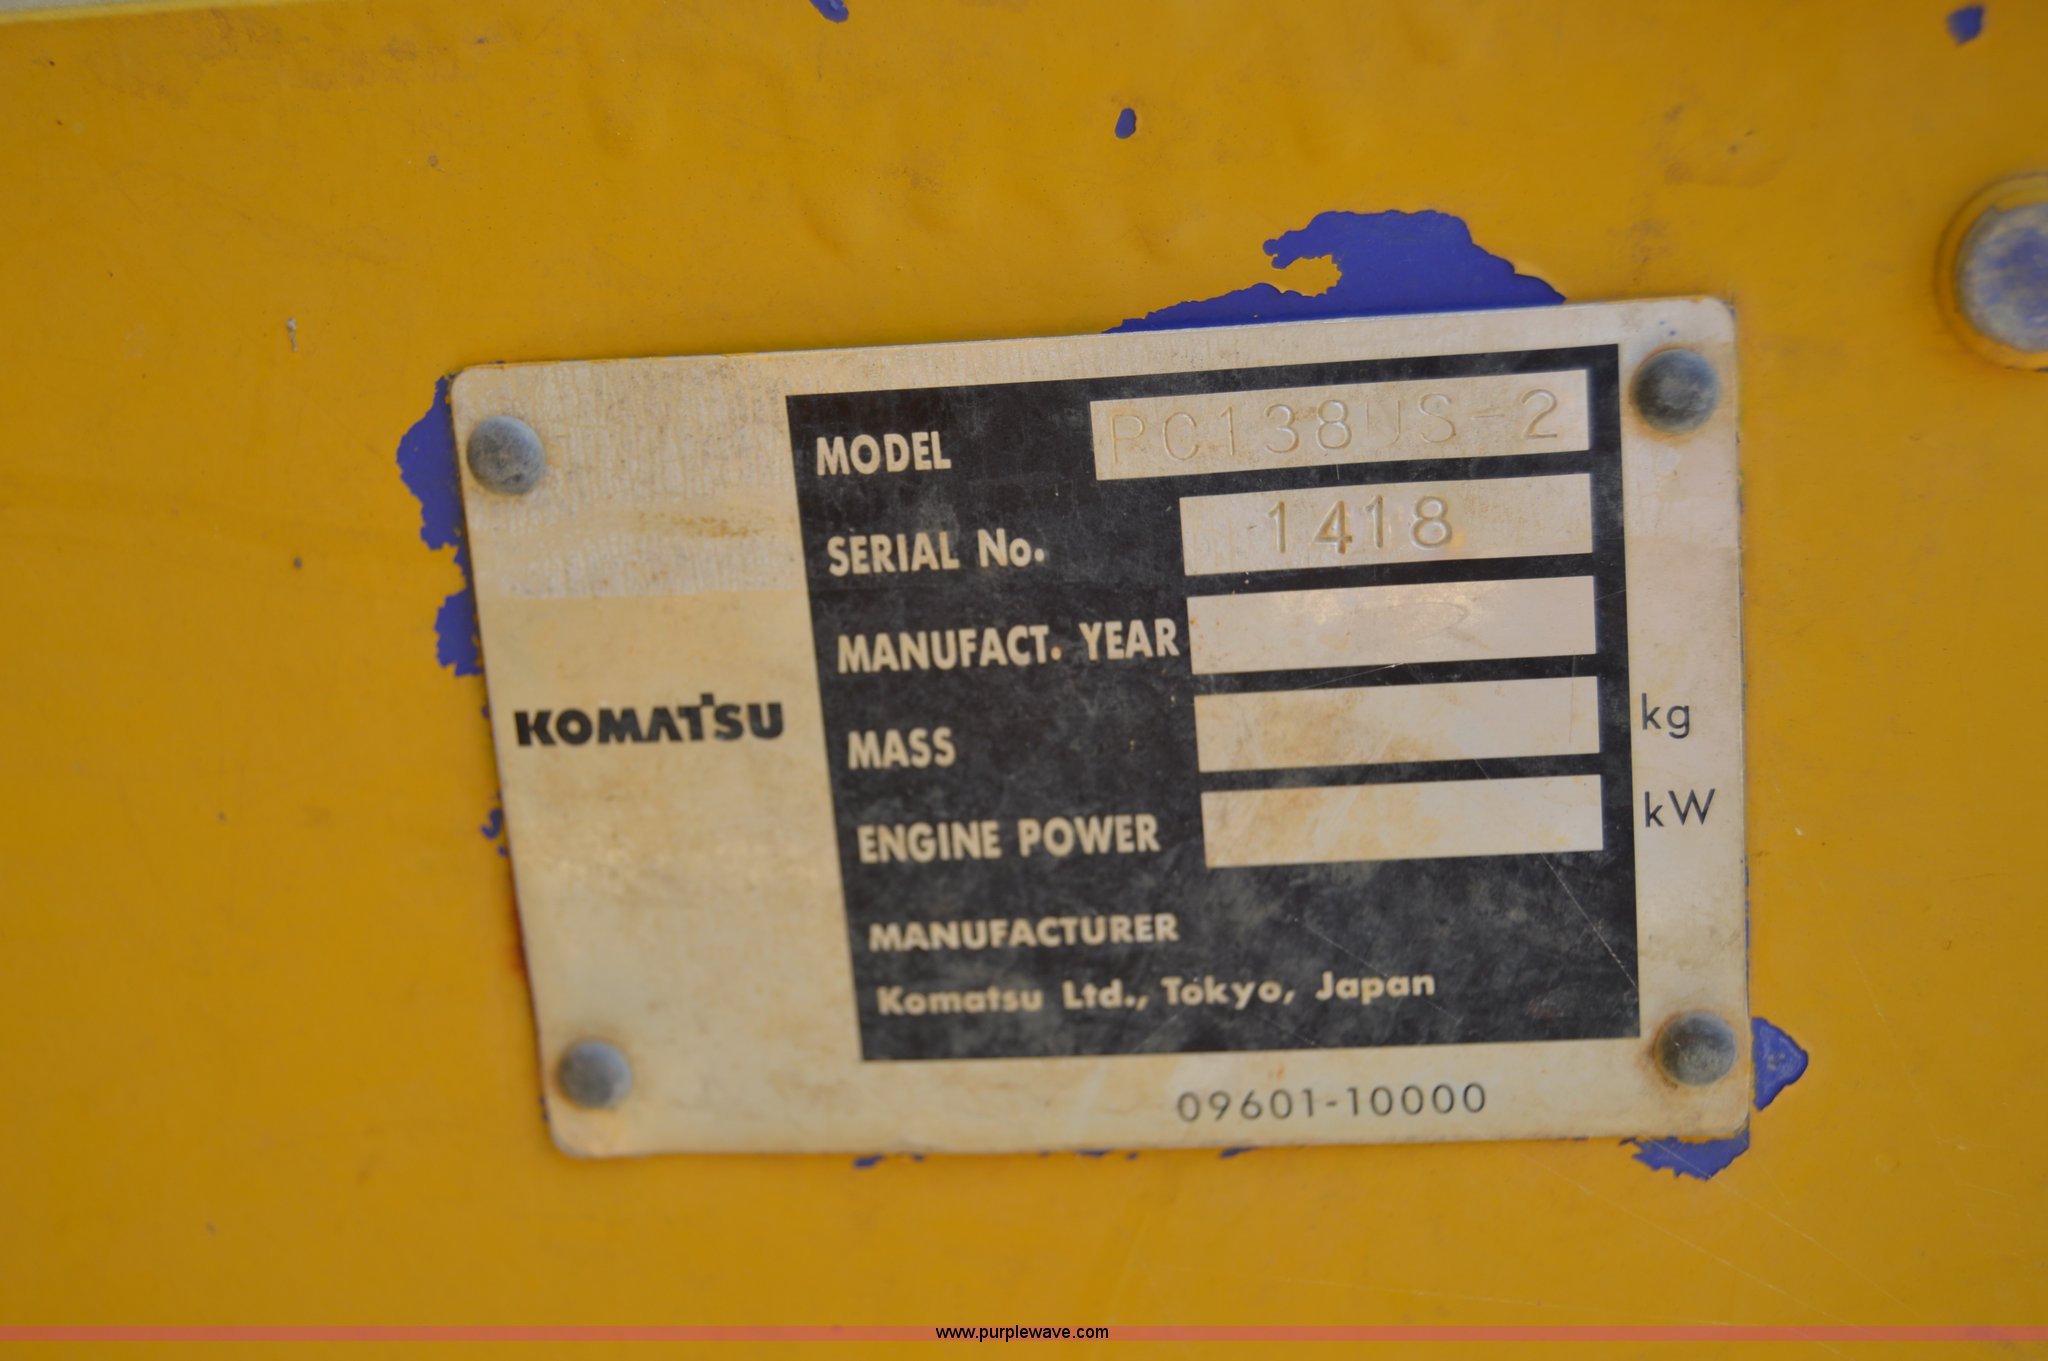 MODEL PC138US-2
SERIAL No. 1418
MANUFACT. YEAR
MASS kg
KOMATSU
ENGINE POWER kW
MANUFACTURER
Komatsu Ltd., Tokyo, Japan
09601-10000
www.purplewave.com